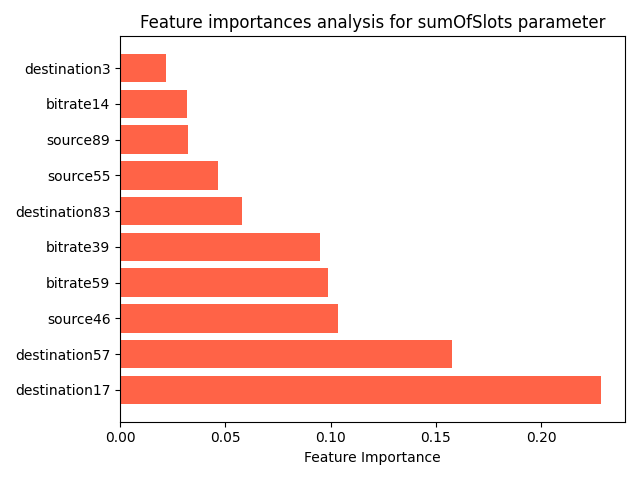 Feature importances analysis for sumOfSlots parameter
destination3
bitrate14
source89
source55
destination83
bitrate39
bitrate59
source46
destination57
destination17
0.00 0.05 0.10 0.15 0.20
Feature Importance